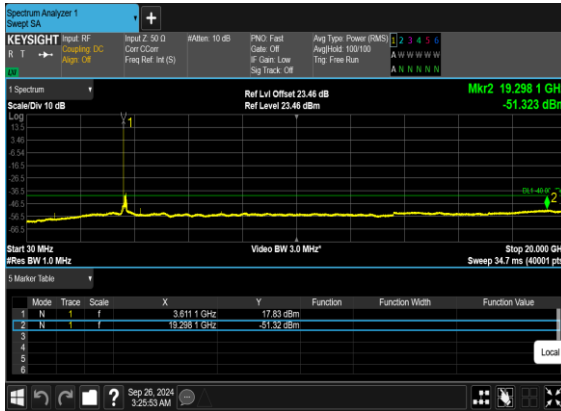 Spectrum Analyzer 1
Swept SA
+
KEYSIGHT Input: RF Input Z: 50 Ω #Atten: 10 dB PNO: Fast Avg Type: Power (RMS) 1 2 3 4 5 6
R T Coupling: DC Corr CCorr Gate: Off Avg|Hold: 100/100 A W W W W W
Align: Off Freq Ref: Int (S) IF Gain: Low Trig: Free Run
LXI Sig Track: Off A N N N N N
1 Spectrum Ref Lvl Offset 23.46 dB Mkr2 19.298 1 GH
Scale/Div 10 dB Ref Level 23.46 dBm -51.323 dBm
Log
13.5
3.46
-6.54
-16.5
-26.5
-36.5
-46.5
-56.5
-66.5
1
2
Start 30 MHz Video BW 3.0 MHz* Stop 20.000 GH
#Res BW 1.0 MHz Sweep 34.7 ms (40001 pts
5 Marker Table
Mode Trace Scale X Y Function Function Width Function Value
1 N 1 f 3.611 1 GHz 17.83 dBm
2 N 1 f 19.298 1 GHz -51.32 dBm
3
4
5
6
Local
? Sep 26, 2024
3:25:53 AM